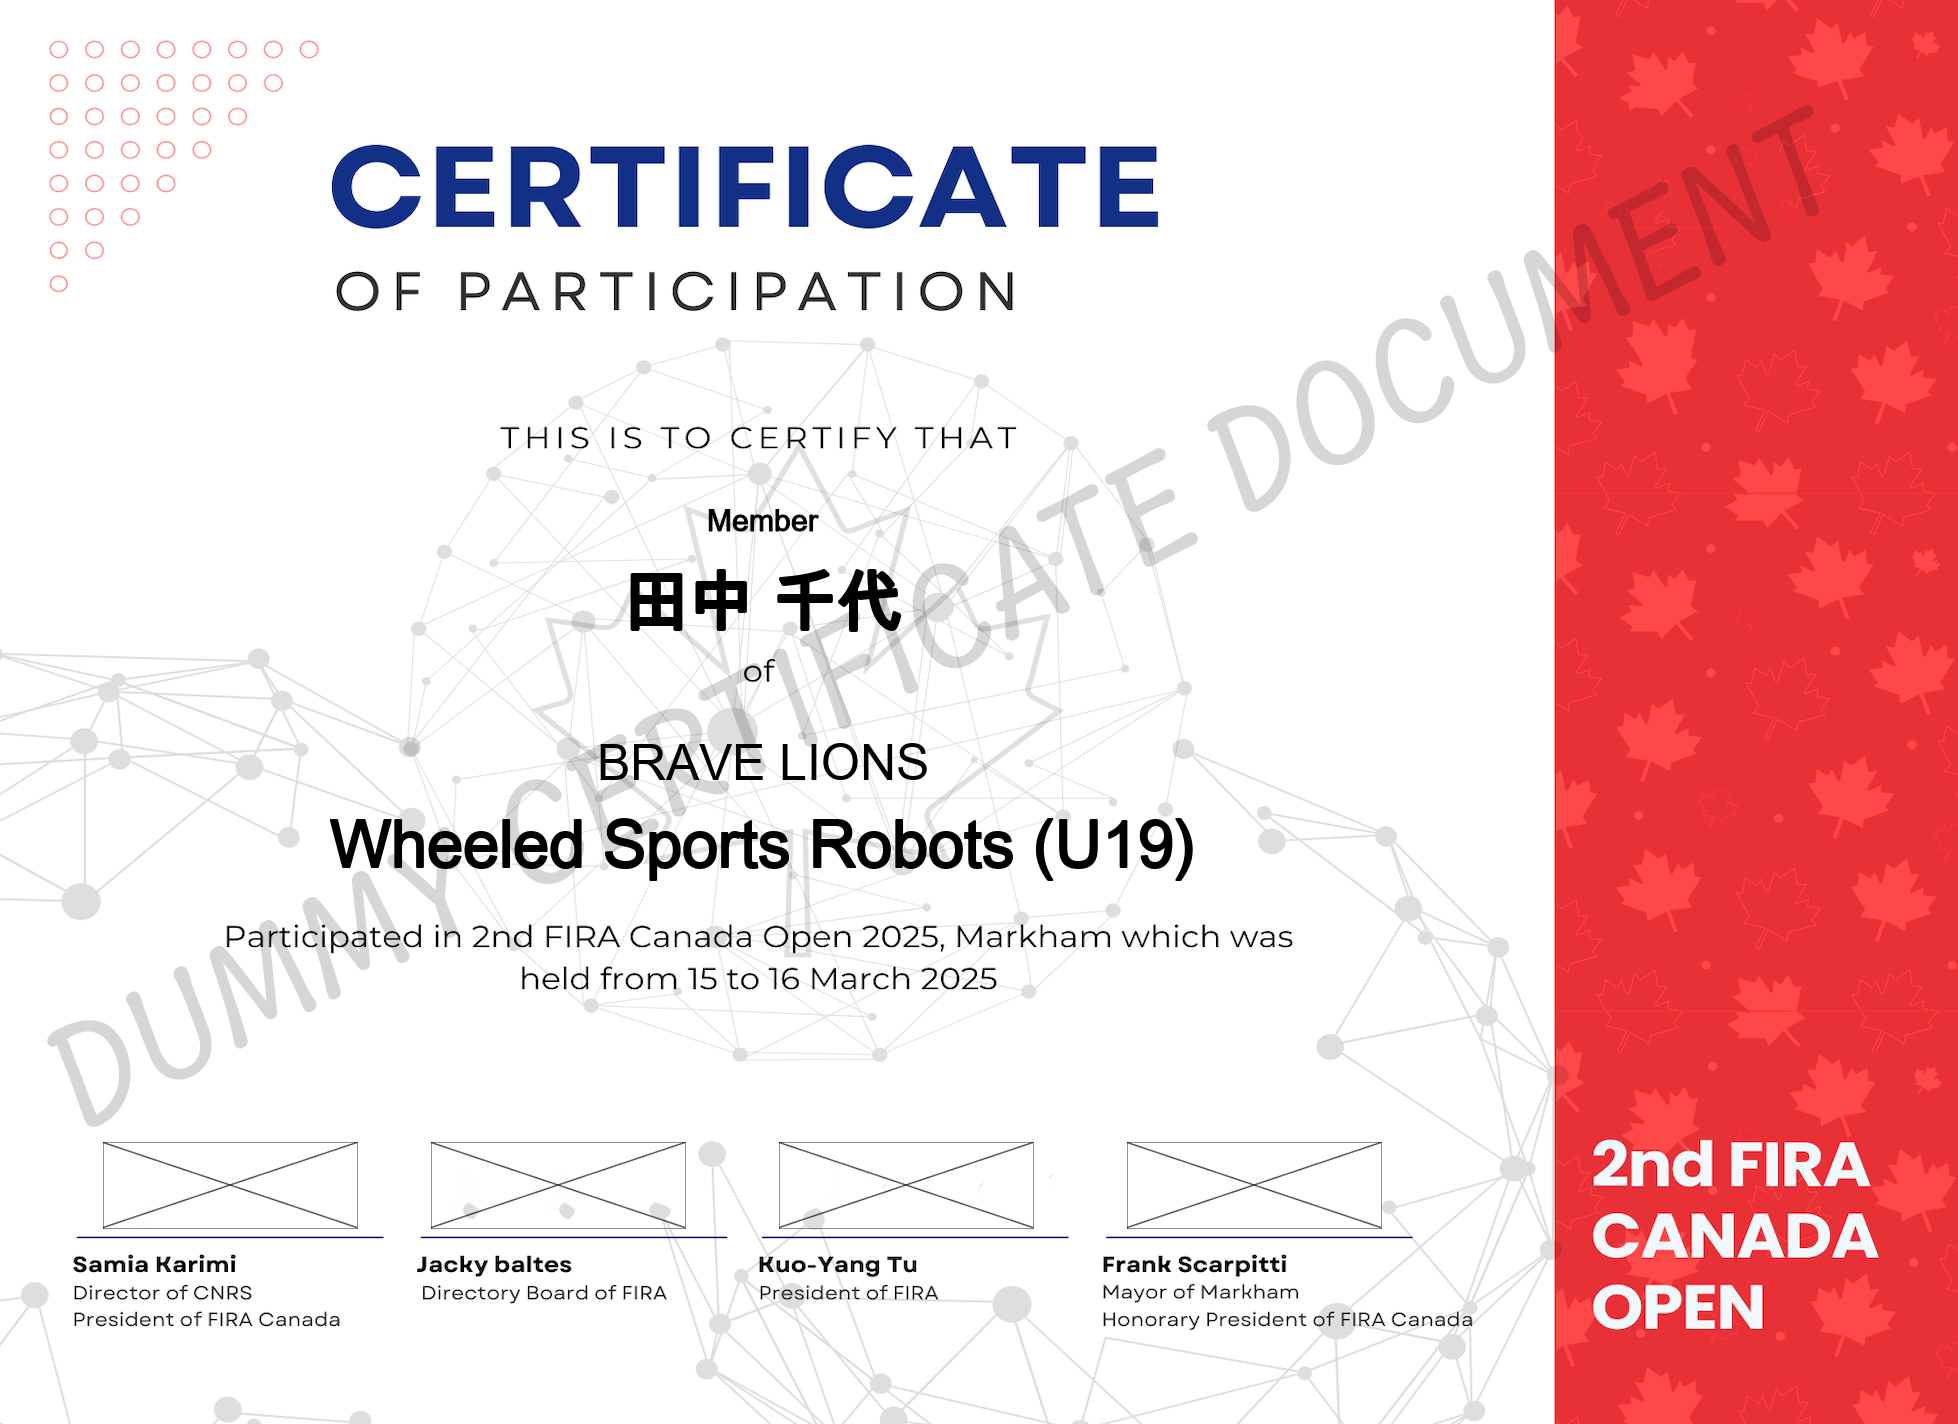 CERTIFICATE
OF PARTICIPATION
THIS IS TO CERTIFY THAT
Member
田中 千代
of
BRAVE LIONS
Wheeled Sports Robots (U19)
Participated in 2nd FIRA Canada Open 2025, Markham which was
held from 15 to 16 March 2025
DUMMY CERTIFICATE DOCUMENT
Samia Karimi
Director of CNRS
President of FIRA Canada
Jacky baltes
Directory Board of FIRA
Kuo-Yang Tu
President of FIRA
Frank Scarpitti
Mayor of Markham
Honorary President of FIRA Canada
2nd FIRA
CANADA
OPEN